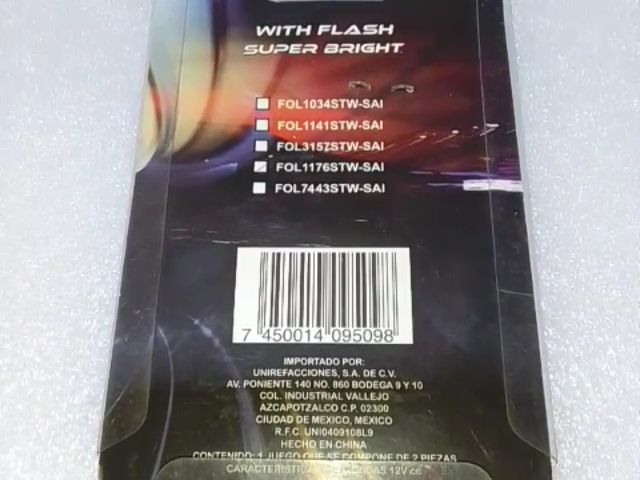 WITH FLASH
SUPER BRIGHT
FOL1034STW-SAI
FOL1141STW-SAI
FOL3157STW-SAI
FOL1176STW-SAI
FOL7443STW-SAI
7 450014 095098
IMPORTADO POR:
UNIREFACCIONES, S.A. DE C.V.
AV. PONIENTE 140 NO. 860 BODEGA 9 Y 10
COL. INDUSTRIAL VALLEJO
AZCAPOTZALCO C.P. 02300
CIUDAD DE MEXICO, MEXICO
R.F.C. UNI0409108L9
HECHO EN CHINA
CONTENIDO: 1 JUEGO QUE SE COMPONE DE 2 PIEZAS
12V